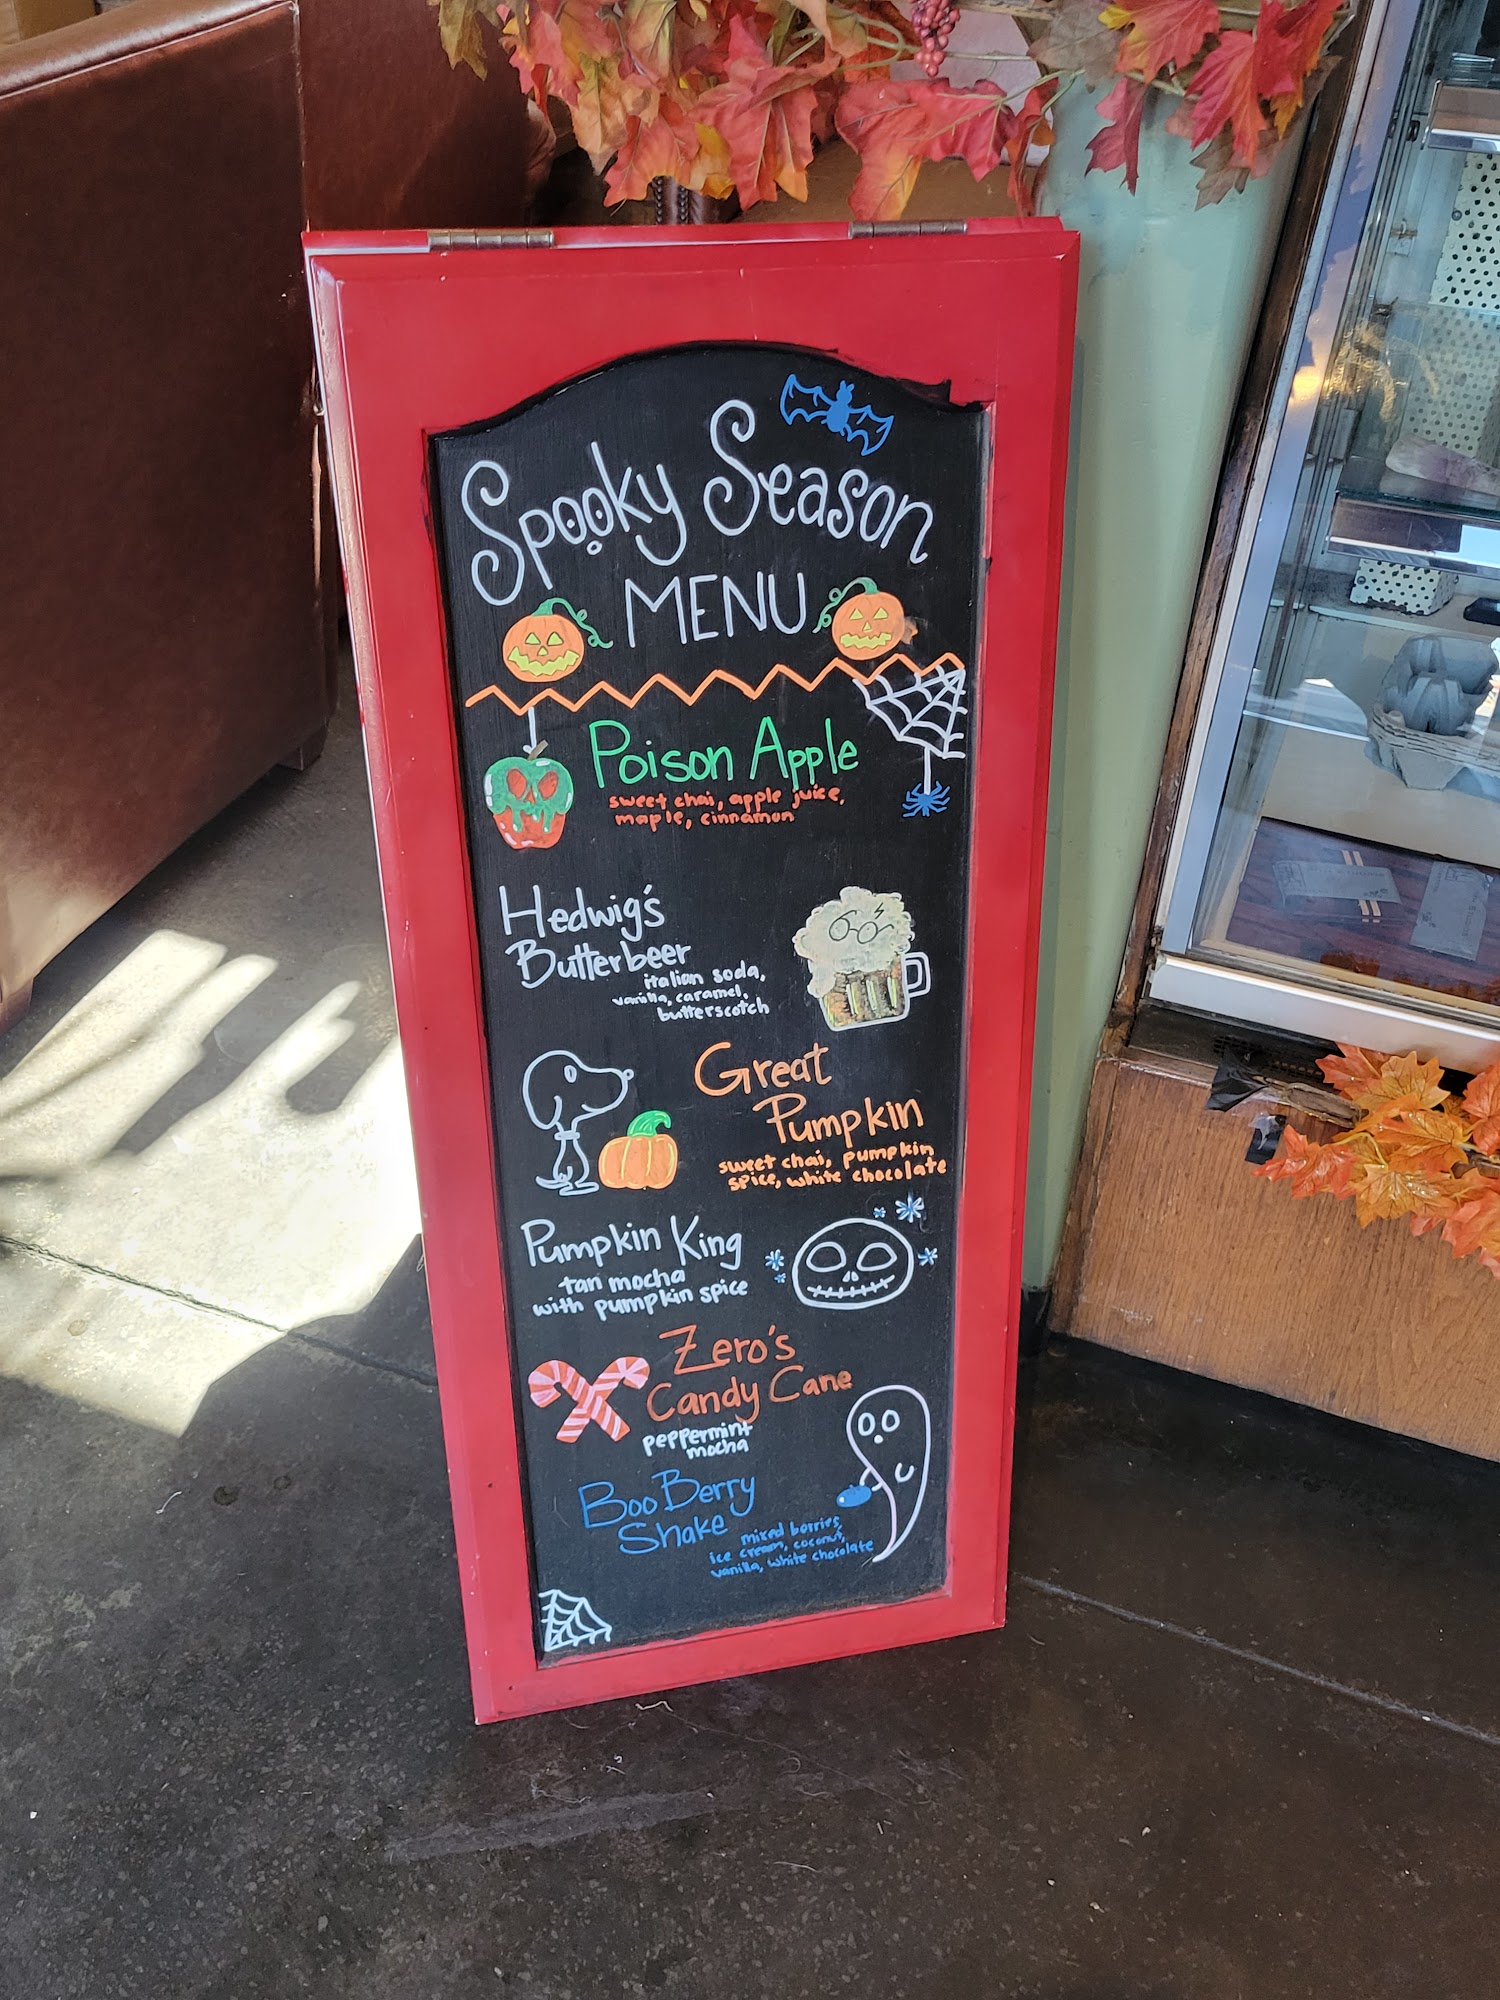 Spooky Season
MENU
Poison Apple
sweet chai, apple juice,
maple, cinnamon
Hedwig's
Butterbeer
italian soda,
vanilla, caramel,
butterscotch
Great
Pumpkin
sweet chai, pumpkin
spice, white chocolate
Pumpkin King
tan mocha
with pumpkin spice
Zero's
Candy Cane
peppermint
mocha
Boo Berry
Shake
mixed berries,
ice cream, coconut,
vanilla, white chocolate